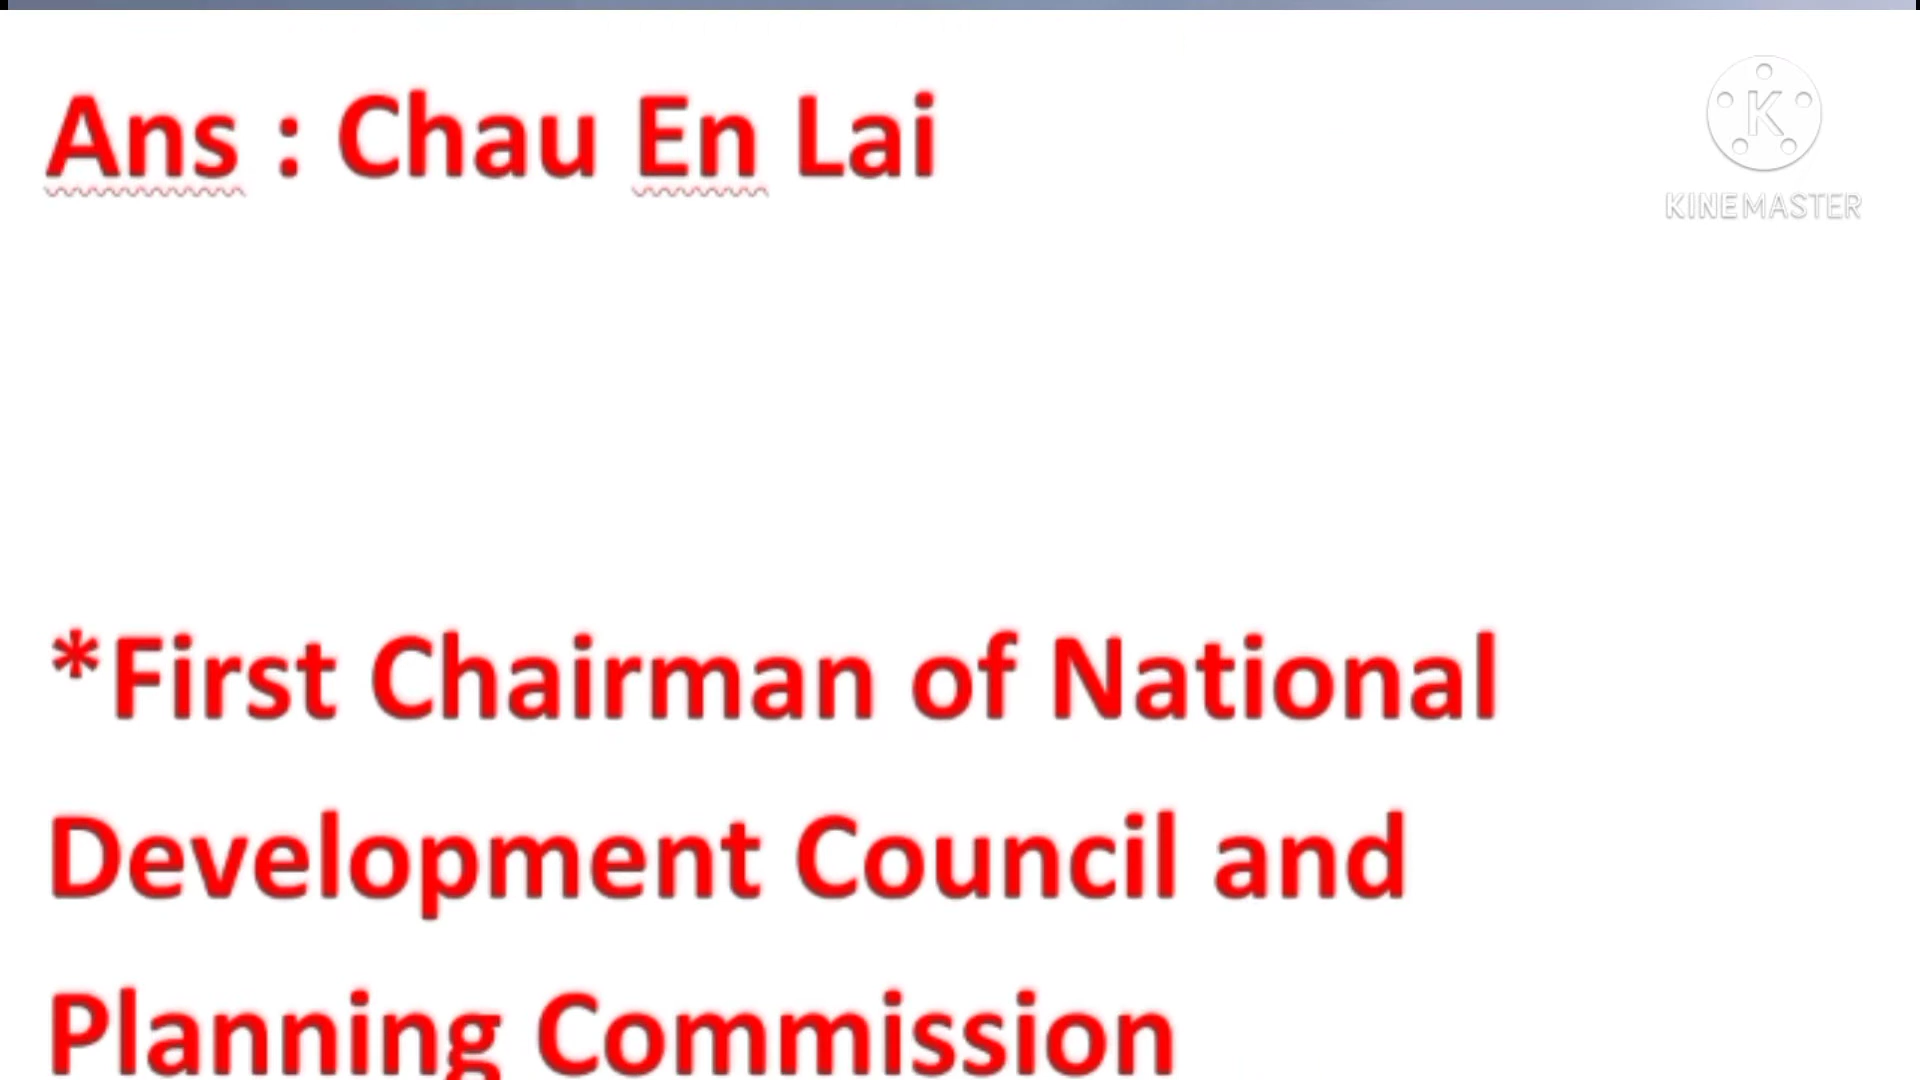 Ans : Chau En Lai
K
KINEMASTER
*First Chairman of National
Development Council and
Planning Commission